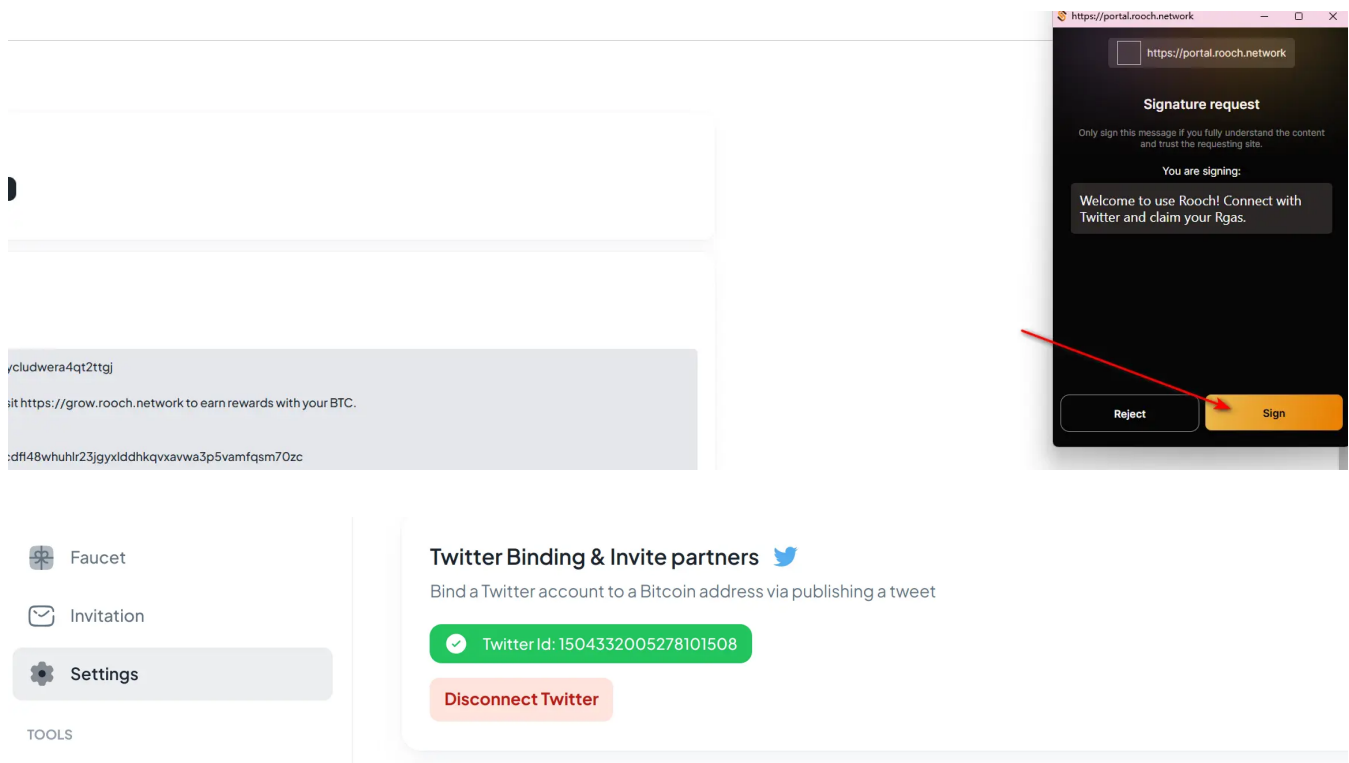 https://portal.rooch.network
https://portal.rooch.network
Signature request
Only sign this message if you fully understand the content
and trust the requesting site.
You are signing:
Welcome to use Rooch! Connect with
Twitter and claim your Rgas.
Reject
Sign
ycludwera4qt2ttgj
sit https://grow.rooch.network to earn rewards with your BTC.
cdfl48whuhlr23jgyxlddhkqvxavwa3p5vamfqsm70zc
Faucet
Invitation
Settings
TOOLS
Twitter Binding & Invite partners
Bind a Twitter account to a Bitcoin address via publishing a tweet
Twitter Id: 1504332005278101508
Disconnect Twitter